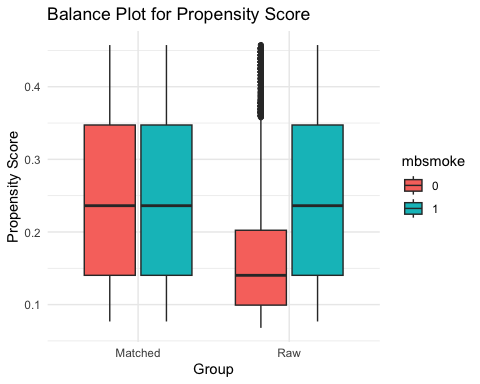 Balance Plot for Propensity Score
Propensity Score
0.4
0.3
0.2
0.1
Matched
Raw
Group
mbsmoke
0
1